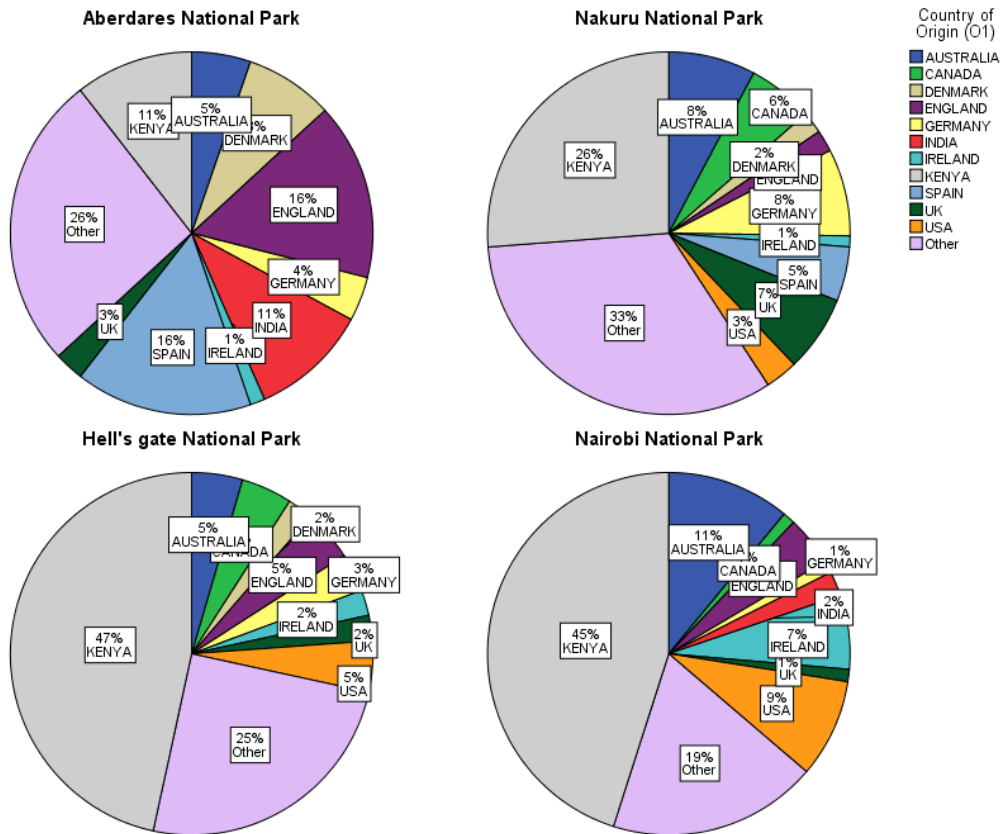 Aberdares National Park
5%
AUSTRALIA
DENMARK
16%
ENGLAND
4%
GERMANY
11%
INDIA
1%
IRELAND
16%
SPAIN
3%
UK
26%
Other
11%
KENYA
Nakuru National Park
8%
AUSTRALIA
6%
CANADA
2%
DENMARK
ENGLAND
8%
GERMANY
1%
IRELAND
5%
SPAIN
7%
UK
3%
USA
33%
Other
26%
KENYA
Country of
Origin (O1)
AUSTRALIA
CANADA
DENMARK
ENGLAND
GERMANY
INDIA
IRELAND
KENYA
SPAIN
UK
USA
Other
Hell's gate National Park
5%
AUSTRALIA
CANADA
2%
DENMARK
5%
ENGLAND
3%
GERMANY
2%
IRELAND
2%
UK
5%
USA
25%
Other
47%
KENYA
Nairobi National Park
11%
AUSTRALIA
CANADA
ENGLAND
1%
GERMANY
2%
INDIA
7%
IRELAND
1%
UK
9%
USA
19%
Other
45%
KENYA